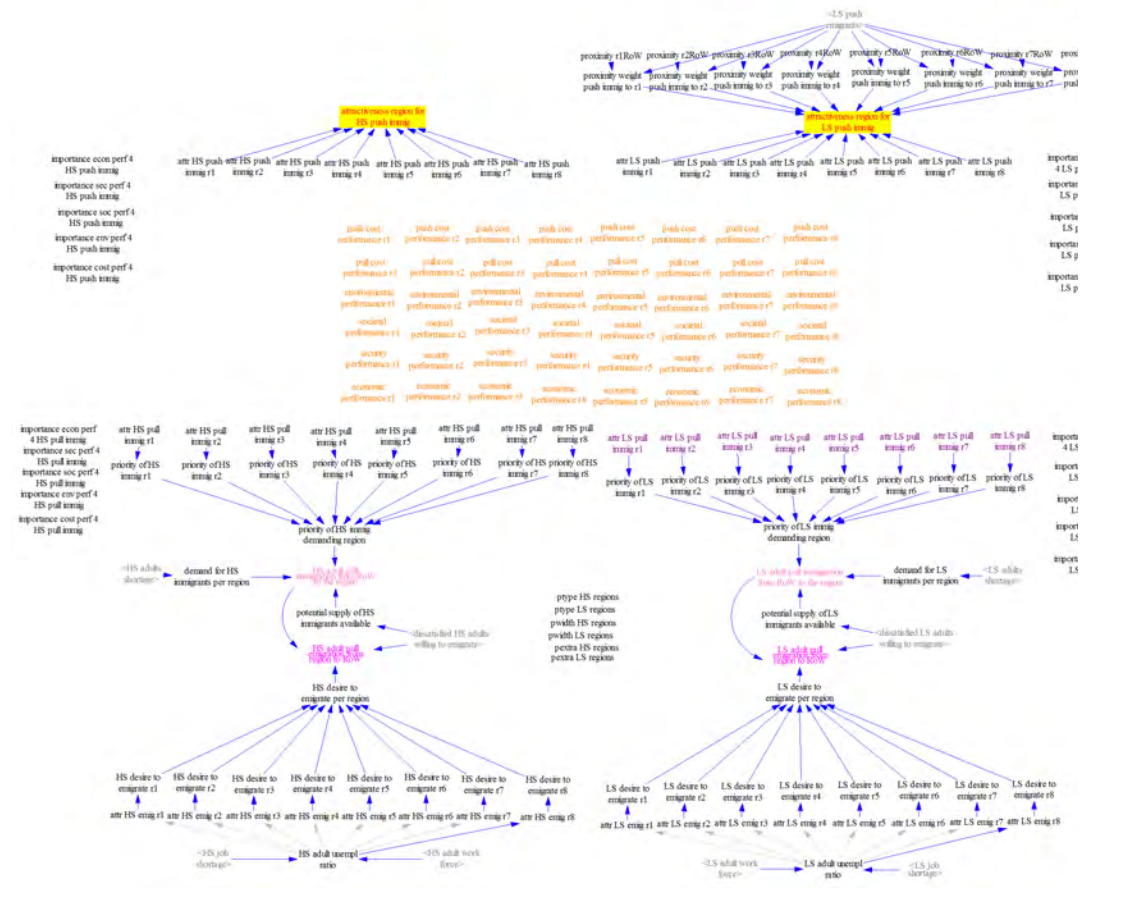 <LS push
emigrants>
proximity r1RoW proximity r2RoW proximity r3RoW proximity r4RoW proximity r5RoW proximity r6RoW proximity r7RoW
proximity weight proximity weight proximity weight proximity weight proximity weight proximity weight proximity weight
push immig to r1 push immig to r2 push immig to r3 push immig to r4 push immig to r5 push immig to r6 push immig to r7
attractiveness region for
HS push immig
attractiveness region for
LS push immig
attr HS push attr HS push attr HS push attr HS push attr HS push attr HS push attr HS push attr HS push
immig r1 immig r2 immig r3 immig r4 immig r5 immig r6 immig r7 immig r8
attr LS push attr LS push attr LS push attr LS push attr LS push attr LS push attr LS push attr LS push
immig r1 immig r2 immig r3 immig r4 immig r5 immig r6 immig r7 immig r8
importance econ perf 4
HS push immig
importance sec perf 4
HS push immig
importance soc perf 4
HS push immig
importance env perf 4
HS push immig
importance cost perf 4
HS push immig
push cost push cost push cost push cost push cost push cost push cost push cost
performance r1 performance r2 performance r3 performance r4 performance r5 performance r6 performance r7 performance r8
pull cost pull cost pull cost pull cost pull cost pull cost pull cost pull cost
performance r1 performance r2 performance r3 performance r4 performance r5 performance r6 performance r7 performance r8
environmental environmental environmental environmental environmental environmental environmental environmental
performance r1 performance r2 performance r3 performance r4 performance r5 performance r6 performance r7 performance r8
societal societal societal societal societal societal societal societal
performance r1 performance r2 performance r3 performance r4 performance r5 performance r6 performance r7 performance r8
security security security security security security security security
performance r1 performance r2 performance r3 performance r4 performance r5 performance r6 performance r7 performance r8
economic economic economic economic economic economic economic economic
performance r1 performance r2 performance r3 performance r4 performance r5 performance r6 performance r7 performance r8
importance econ perf
4 HS pull immig
importance sec perf 4
HS pull immig
importance soc perf 4
HS pull immig
importance env perf 4
HS pull immig
importance cost perf 4
HS pull immig
attr HS pull attr HS pull attr HS pull attr HS pull attr HS pull attr HS pull attr HS pull attr HS pull
immig r1 immig r2 immig r3 immig r4 immig r5 immig r6 immig r7 immig r8
priority of HS priority of HS priority of HS priority of HS priority of HS priority of HS priority of HS priority of HS
immig r1 immig r2 immig r3 immig r4 immig r5 immig r6 immig r7 immig r8
attr LS pull attr LS pull attr LS pull attr LS pull attr LS pull attr LS pull attr LS pull attr LS pull
immig r1 immig r2 immig r3 immig r4 immig r5 immig r6 immig r7 immig r8
priority of LS priority of LS priority of LS priority of LS priority of LS priority of LS priority of LS priority of LS
immig r1 immig r2 immig r3 immig r4 immig r5 immig r6 immig r7 immig r8
priority of HS immig
demanding region
priority of LS immig
demanding region
<HS adults
shortage>
demand for HS
immigrants per region
HS adult pull
immigration from RoW
to the region
LS adult pull immigration
from RoW to the region
demand for LS
immigrants per region
<LS adults
shortage>
potential supply of HS
immigrants available
<dissatisfied HS adults
willing to emigrate>
ptype HS regions
ptype LS regions
pwidth HS regions
pwidth LS regions
pextra HS regions
pextra LS regions
potential supply of LS
immigrants available
<dissatisfied LS adults
willing to emigrate>
HS adult pull
emigration from
region to RoW
LS adult pull
emigration from
region to RoW
HS desire to
emigrate per region
LS desire to
emigrate per region
HS desire to HS desire to HS desire to HS desire to HS desire to HS desire to HS desire to HS desire to
emigrate r1 emigrate r2 emigrate r3 emigrate r4 emigrate r5 emigrate r6 emigrate r7 emigrate r8
attr HS emig r1 attr HS emig r2 attr HS emig r3 attr HS emig r4 attr HS emig r5 attr HS emig r6 attr HS emig r7 attr HS emig r8
LS desire to LS desire to LS desire to LS desire to LS desire to LS desire to LS desire to LS desire to
emigrate r1 emigrate r2 emigrate r3 emigrate r4 emigrate r5 emigrate r6 emigrate r7 emigrate r8
attr LS emig r1 attr LS emig r2 attr LS emig r3 attr LS emig r4 attr LS emig r5 attr LS emig r6 attr LS emig r7 attr LS emig r8
<HS job
shortage>
HS adult unempl
ratio
<HS adult work
force>
<LS adult work
force>
LS adult unempl
ratio
<LS job
shortage>